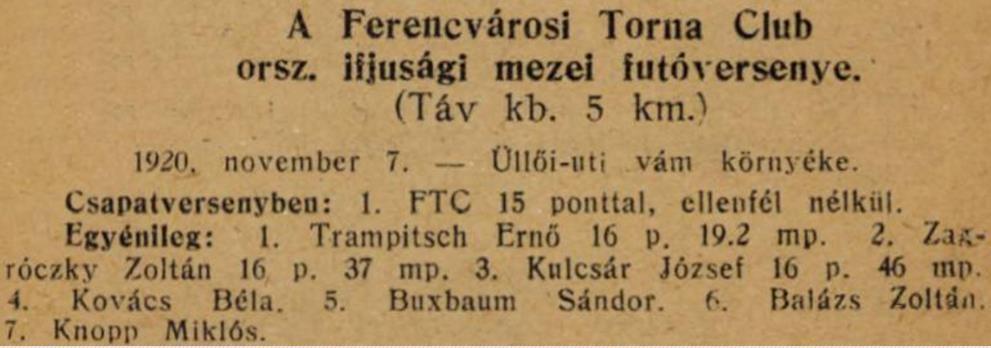 A Ferencvárosi Torna Club
orsz. ifjusági mezei futóversenye.
(Táv kb. 5 km.)
1920. november 7. — Üllői-uti vám környéke.
Csapatversenyben: 1. FTC 15 ponttal, ellenfél nélkül.
Egyénileg: 1. Trampitsch Ernő 16 p. 19.2 mp. 2. Zag-
róczky Zoltán 16 p. 37 mp. 3. Kulcsár József 16 p. 46 mp.
4. Kovács Béla. 5. Buxbaum Sándor. 6. Balázs Zoltán.
7. Knopp Miklós.